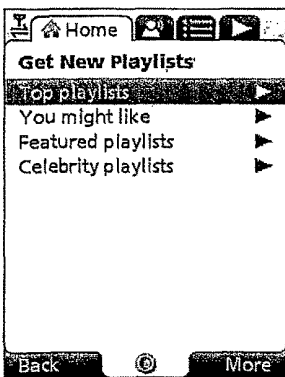 Home
Get New Playlists
Top playlists
You might like
Featured playlists
Celebrity playlists
Back
More